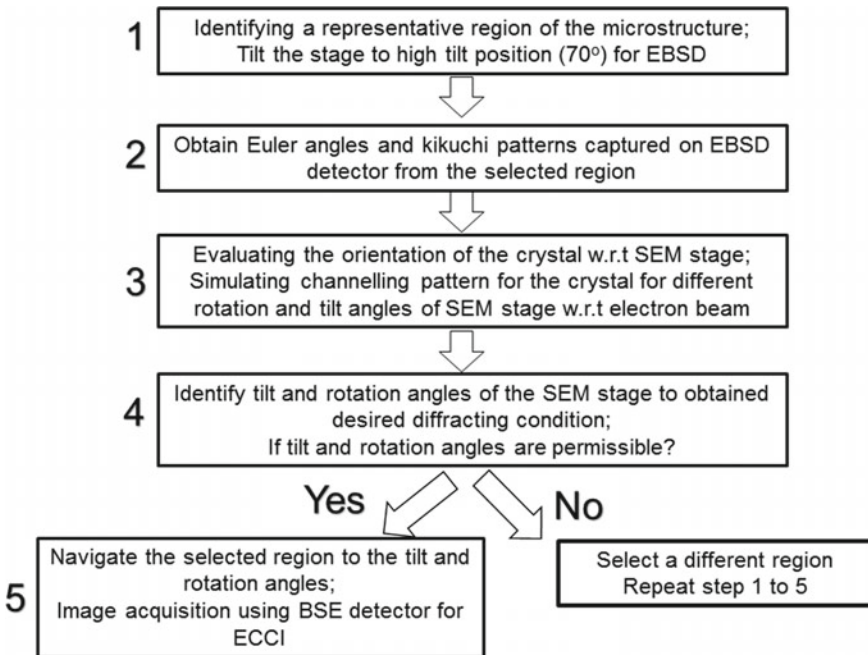 1
Identifying a representative region of the microstructure;
Tilt the stage to high tilt position (70º) for EBSD
2
Obtain Euler angles and kikuchi patterns captured on EBSD
detector from the selected region
3
Evaluating the orientation of the crystal w.r.t SEM stage;
Simulating channelling pattern for the crystal for different
rotation and tilt angles of SEM stage w.r.t electron beam
4
Identify tilt and rotation angles of the SEM stage to obtained
desired diffracting condition;
If tilt and rotation angles are permissible?
Yes
No
5
Navigate the selected region to the tilt and
rotation angles;
Image acquisition using BSE detector for
ECCI
Select a different region
Repeat step 1 to 5